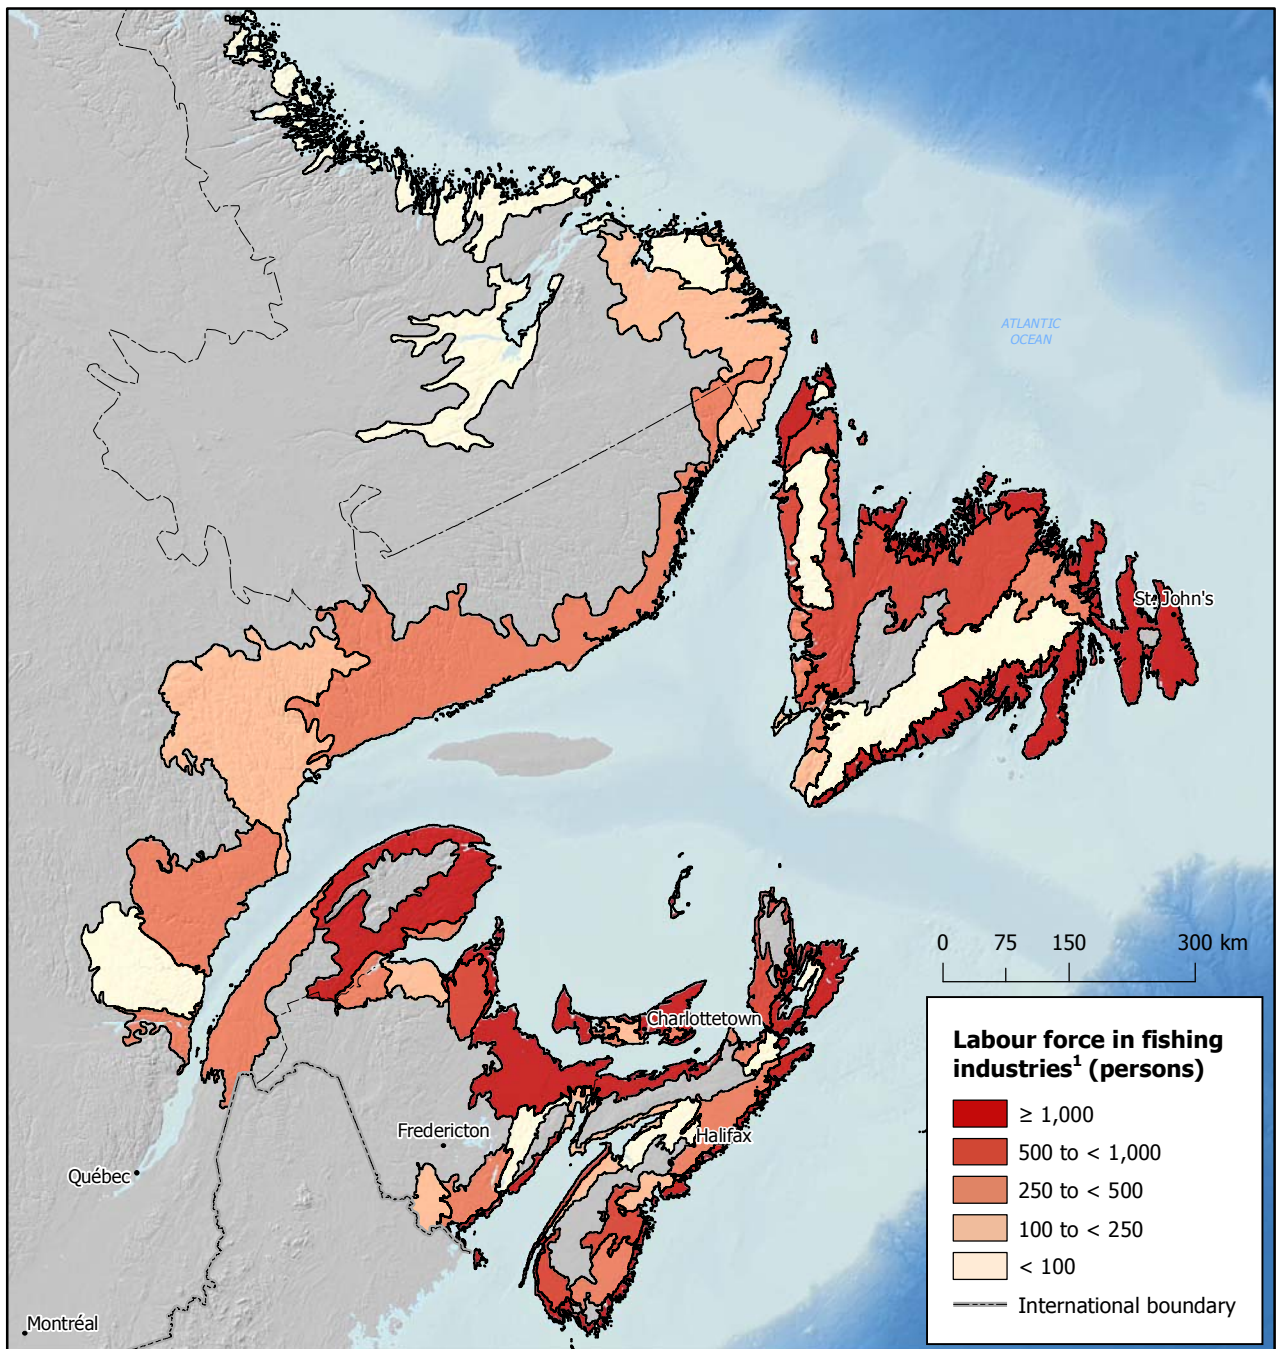 ATLANTIC
OCEAN
St. John's
0 75 150 300 km
Charlottetown
Fredericton
Halifax
Québec
Montréal
Labour force in fishing
industries¹ (persons)
≥ 1,000
500 to < 1,000
250 to < 500
100 to < 250
< 100
International boundary